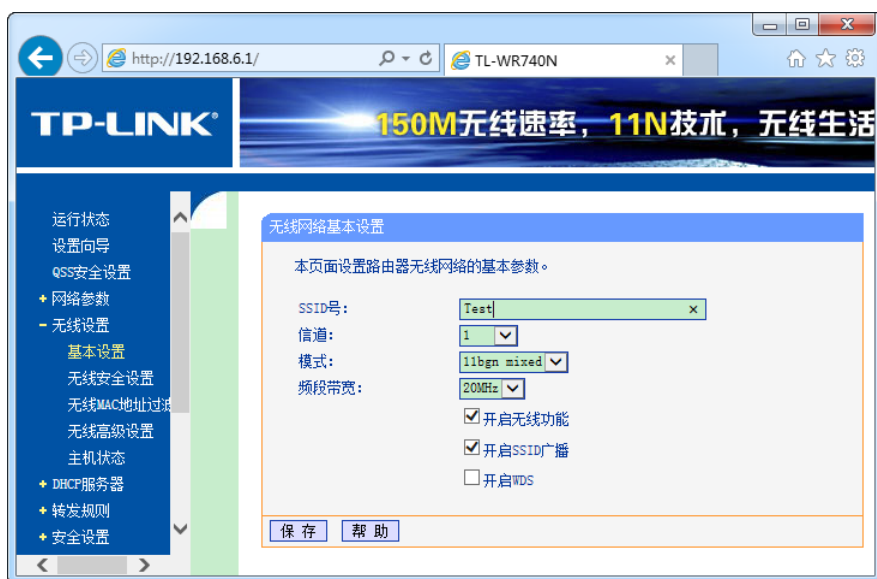 http://192.168.6.1/
TL-WR740N
TP-LINK®
150M无线速率，11N技术，无线生活
运行状态
设置向导
QSS安全设置
+ 网络参数
- 无线设置
基本设置
无线安全设置
无线MAC地址过滤
无线高级设置
主机状态
+ DHCP服务器
+ 转发规则
+ 安全设置
无线网络基本设置
本页面设置路由器无线网络的基本参数。
SSID号： Test
信道： 1
模式： 11bgn mixed
频段带宽： 20MHz
开启无线功能
开启SSID广播
开启WDS
保 存 帮 助